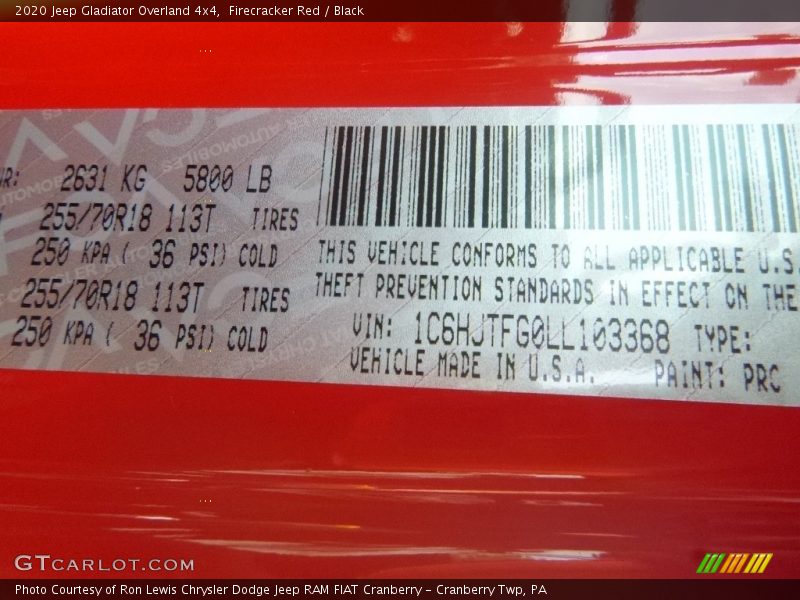 2020 Jeep Gladiator Overland 4x4,  Firecracker Red / Black
2631 KG 5800 LB
255/70R18 113T TIRES
250 KPA ( 36 PSI) COLD
255/70R18 113T TIRES
250 KPA ( 36 PSI) COLD
THIS VEHICLE CONFORMS TO ALL APPLICABLE U.S
THEFT PREVENTION STANDARDS IN EFFECT ON THE
VIN: 1C6HJTFG0LL103368 TYPE:
VEHICLE MADE IN U.S.A. PAINT: PRC
GTCARLOT.COM
Photo Courtesy of Ron Lewis Chrysler Dodge Jeep RAM FIAT Cranberry – Cranberry Twp, PA